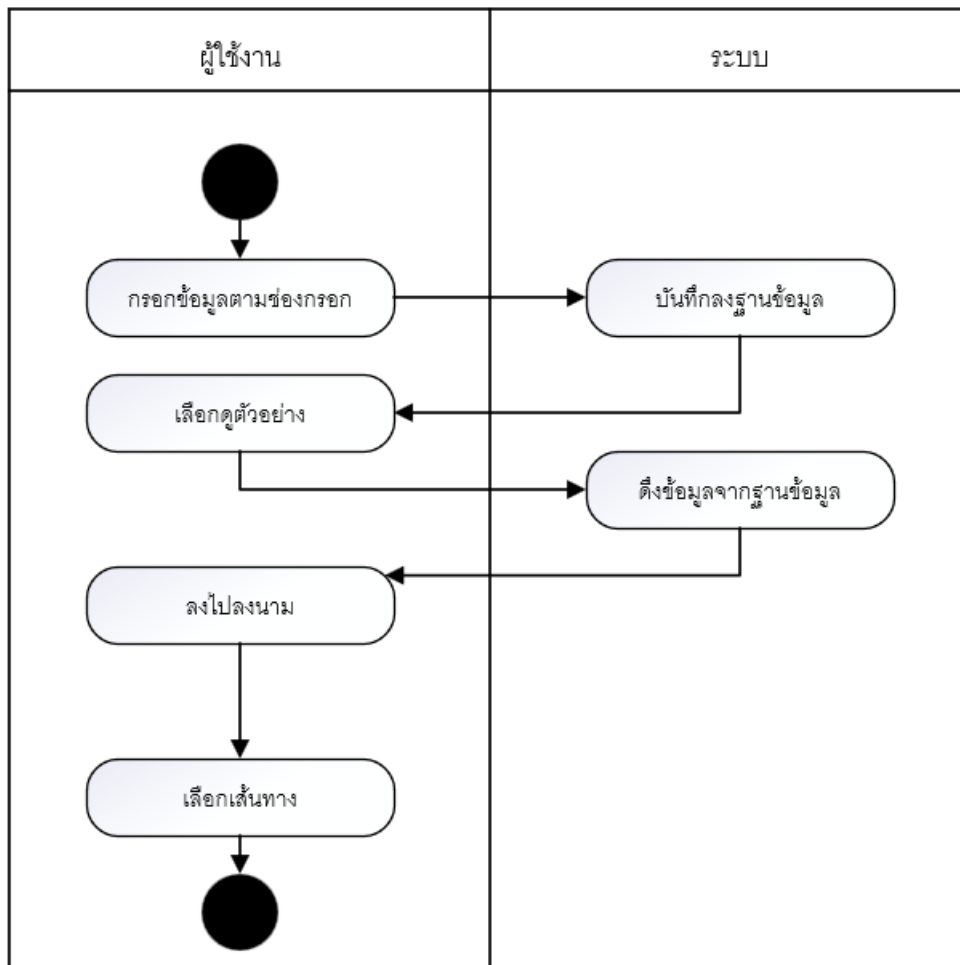 ผู้ใช้งาน
ระบบ
กรอกข้อมูลตามช่องกรอก
บันทึกลงฐานข้อมูล
เลือกดูตัวอย่าง
ดึงข้อมูลจากฐานข้อมูล
ลงไปลงนาม
เลือกเส้นทาง